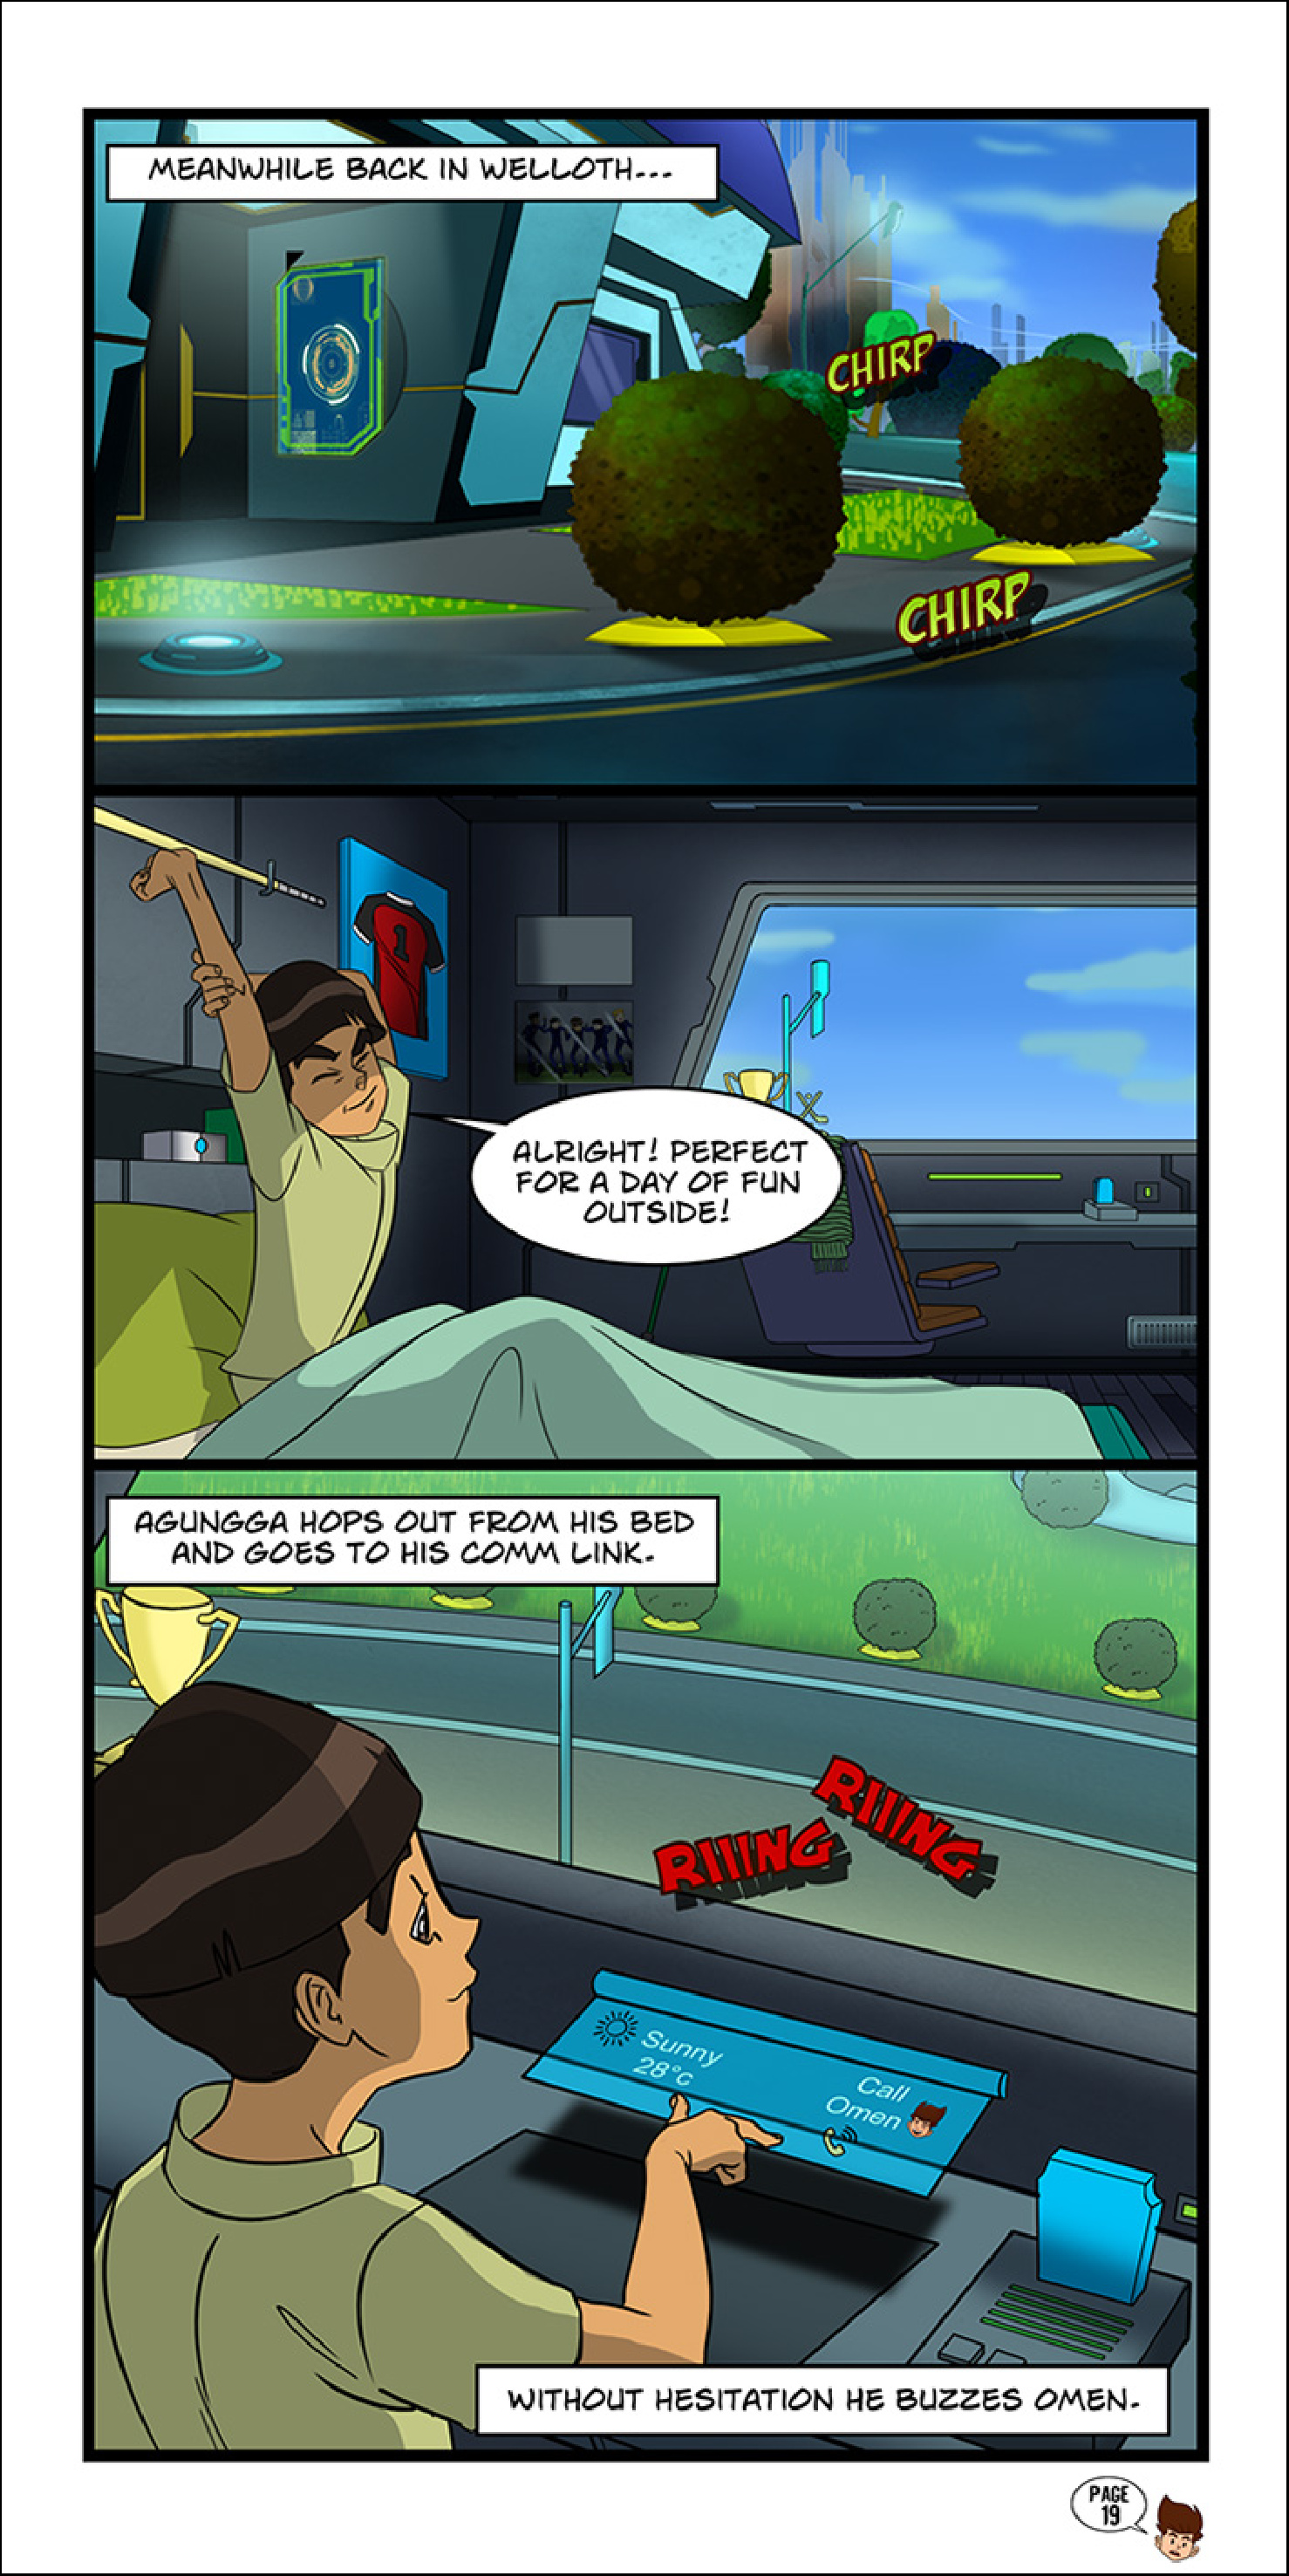 MEANWHILE BACK IN WELLOTH...
CHIRP
CHIRP
1
ALRIGHT! PERFECT
FOR A DAY OF FUN
OUTSIDE!
AGUNGGA HOPS OUT FROM HIS BED
AND GOES TO HIS COMM LINK.
RIIING
RIIING
Sunny
28°c
Call
Omen
WITHOUT HESITATION HE BUZZES OMEN.
PAGE
19